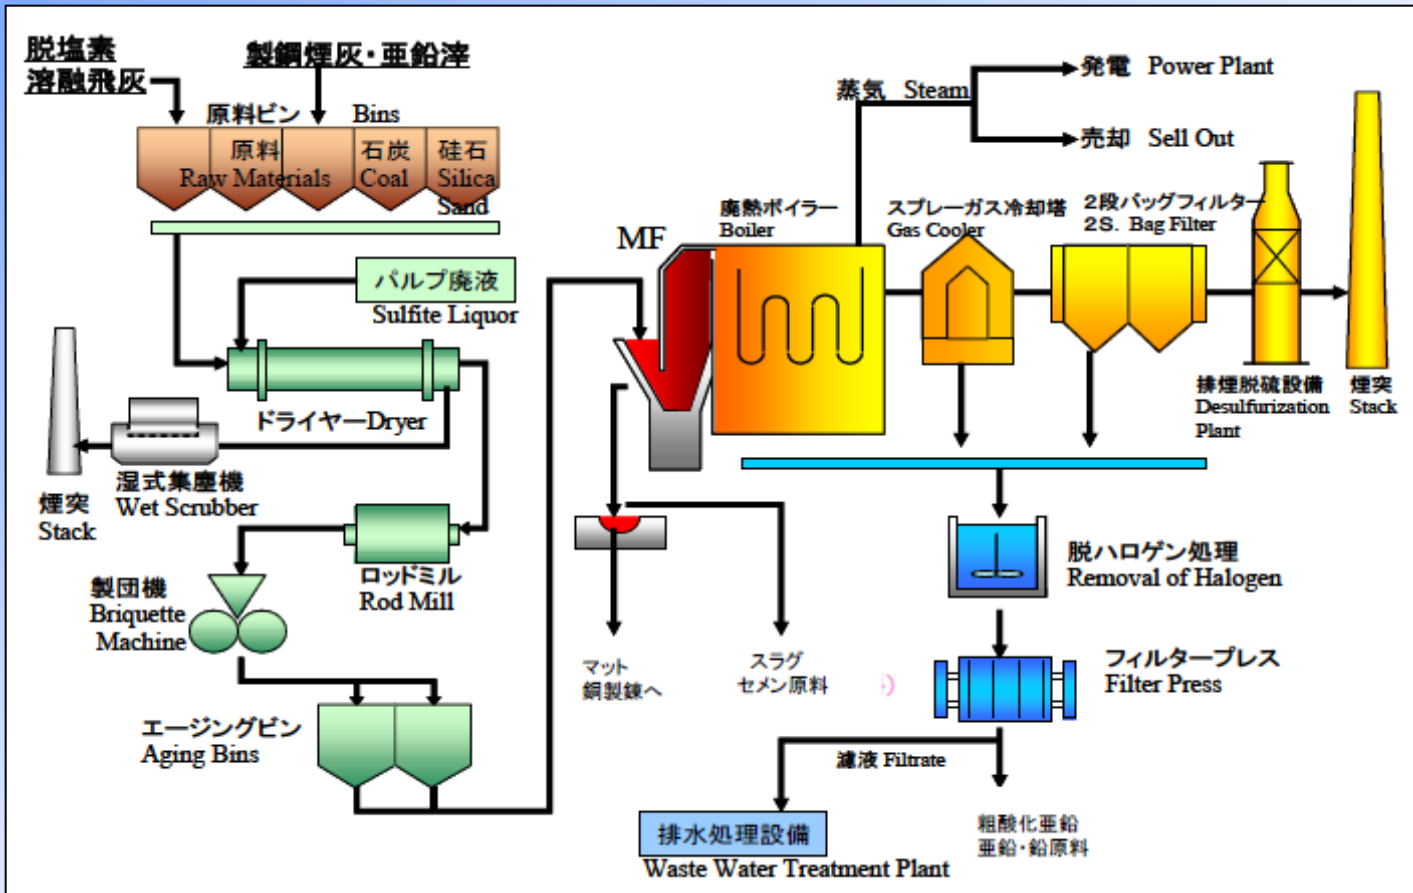 脱塩素
溶融飛灰
製鋼煙灰・亜鉛滓
原料ビン Bins
原料
Raw Materials
石炭
Coal
硅石
Silica
Sand
パルプ廃液
Sulfite Liquor
ドライヤーDryer
湿式集塵機
Wet Scrubber
煙突
Stack
ロッドミル
Rod Mill
製団機
Briquette
Machine
エージングビン
Aging Bins
MF
廃熱ボイラー
Boiler
蒸気 Steam
発電 Power Plant
売却 Sell Out
スプレーガス冷却塔
Gas Cooler
2段バッグフィルター
2S. Bag Filter
排煙脱硫設備
Desulfurization
Plant
煙突
Stack
マット
銅製錬へ
スラグ
セメン原料
脱ハロゲン処理
Removal of Halogen
フィルタープレス
Filter Press
濾液 Filtrate
排水処理設備
Waste Water Treatment Plant
粗酸化亜鉛
亜鉛・鉛原料